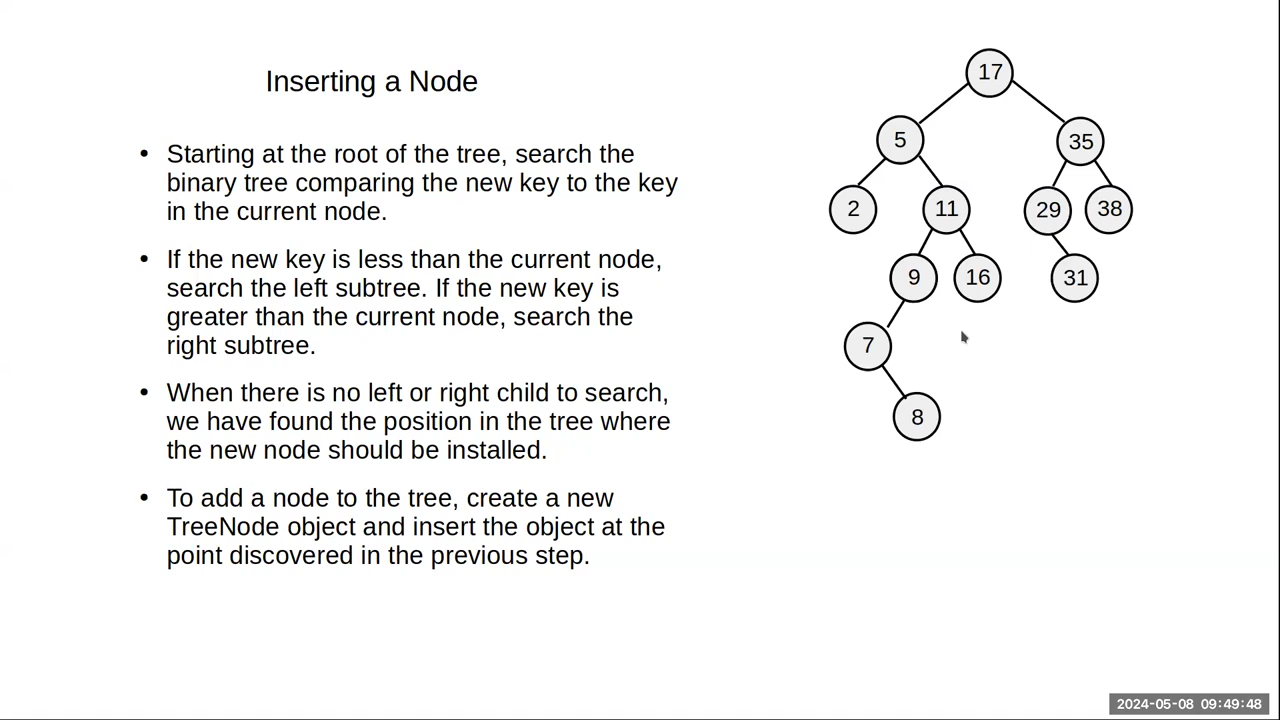 Inserting a Node
• Starting at the root of the tree, search the
binary tree comparing the new key to the key
in the current node.
• If the new key is less than the current node,
search the left subtree. If the new key is
greater than the current node, search the
right subtree.
• When there is no left or right child to search,
we have found the position in the tree where
the new node should be installed.
• To add a node to the tree, create a new
TreeNode object and insert the object at the
point discovered in the previous step.
17
5 35
2 11 29 38
9 16 31
7
8
2024-05-08 09:49:48